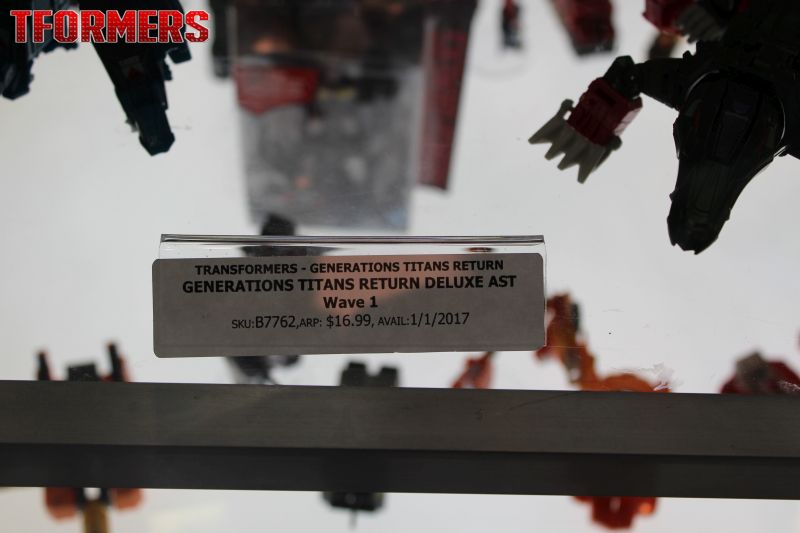 TFORMERS
TRANSFORMERS - GENERATIONS TITANS RETURN
GENERATIONS TITANS RETURN DELUXE AST
Wave 1
SKU:B7762,ARP: $16.99, AVAIL:1/1/2017